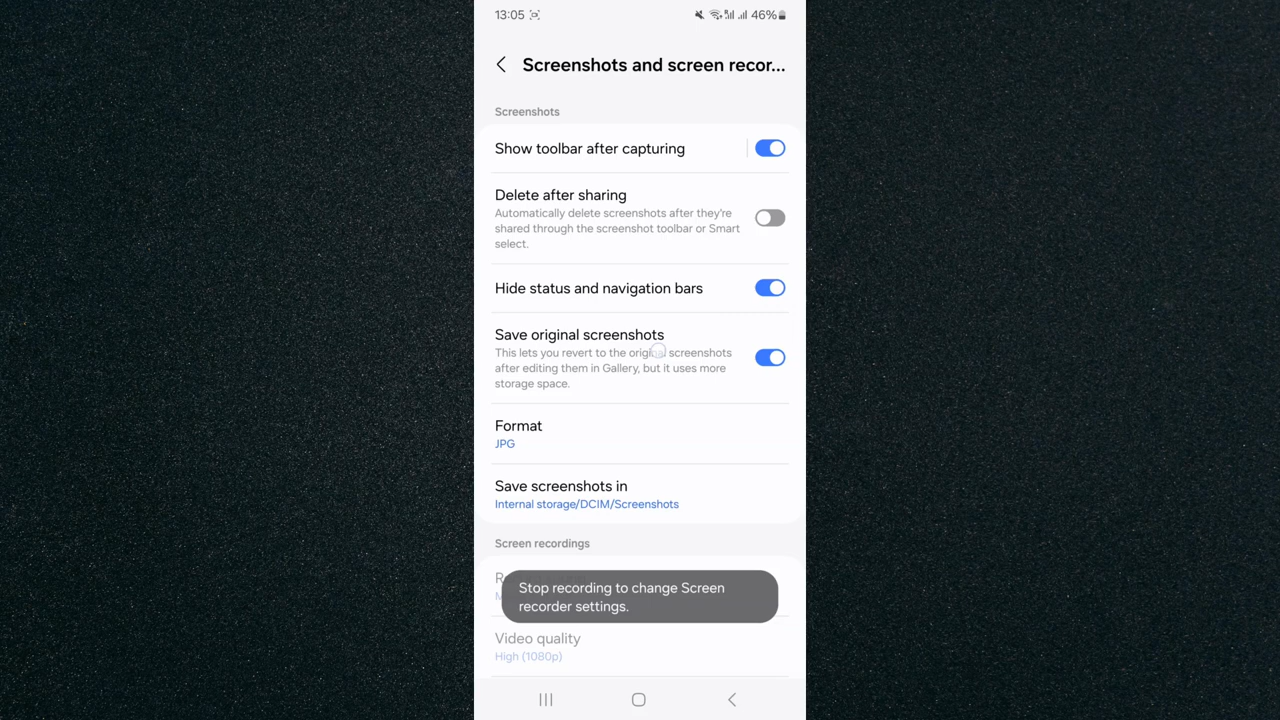 13:05 46%
Screenshots and screen recor...
Screenshots
Show toolbar after capturing
Delete after sharing
Automatically delete screenshots after they're
shared through the screenshot toolbar or Smart
select.
Hide status and navigation bars
Save original screenshots
This lets you revert to the original screenshots
after editing them in Gallery, but it uses more
storage space.
Format
JPG
Save screenshots in
Internal storage/DCIM/Screenshots
Screen recordings
Stop recording to change Screen
recorder settings.
Video quality
High (1080p)